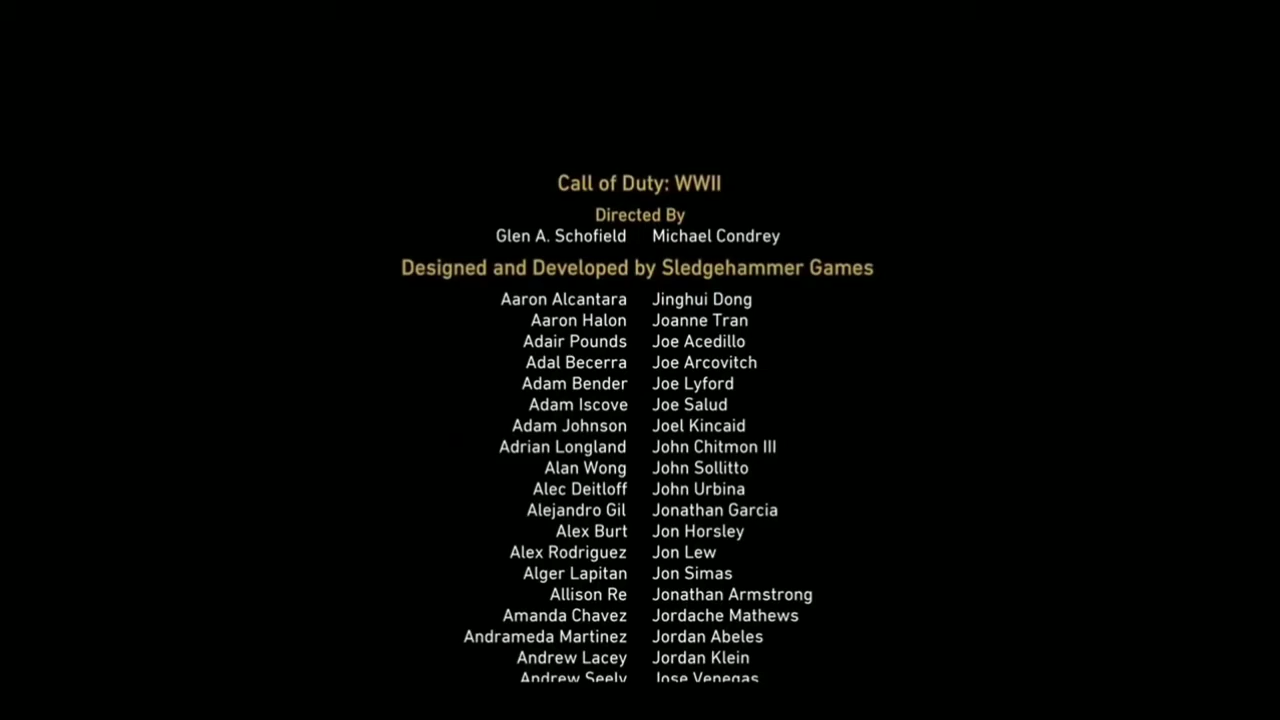 Call of Duty: WWII
Directed By
Glen A. Schofield Michael Condrey
Designed and Developed by Sledgehammer Games
Aaron Alcantara Jinghui Dong
Aaron Halon Joanne Tran
Adair Pounds Joe Acedillo
Adal Becerra Joe Arcovitch
Adam Bender Joe Lyford
Adam Iscove Joe Salud
Adam Johnson Joel Kincaid
Adrian Longland John Chitmon III
Alan Wong John Sollitto
Alec Deitloff John Urbina
Alejandro Gil Jonathan Garcia
Alex Burt Jon Horsley
Alex Rodriguez Jon Lew
Alger Lapitan Jon Simas
Allison Re Jonathan Armstrong
Amanda Chavez Jordache Mathews
Andrameda Martinez Jordan Abeles
Andrew Lacey Jordan Klein
Andrew Seely Jose Venegas